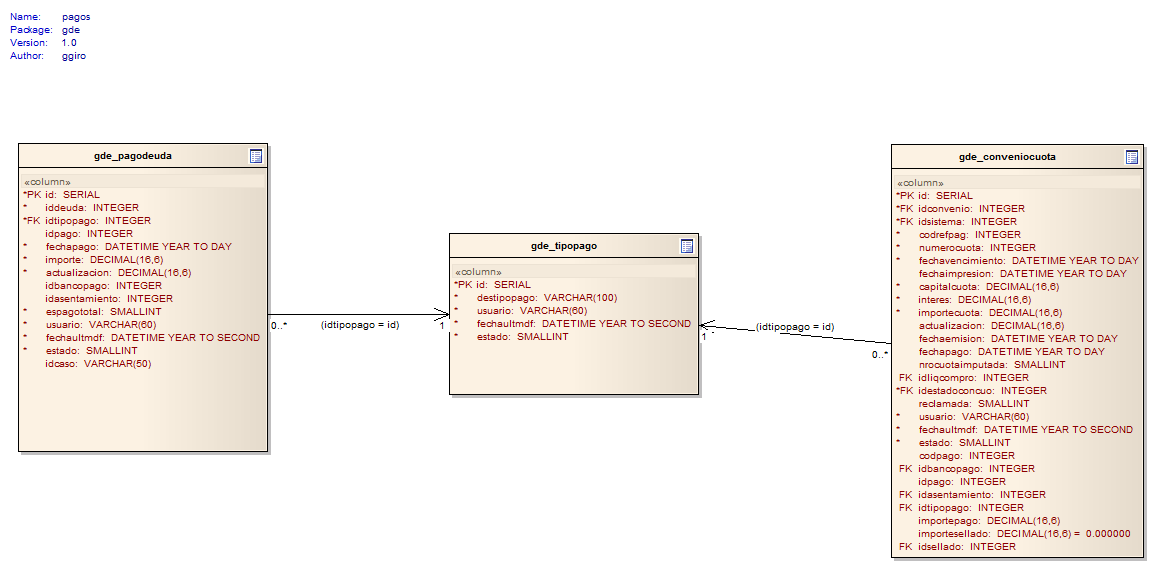 Name: pagos
Package: gde
Version: 1.0
Author: ggiro
gde_pagodeuda
«column»
*PK id: SERIAL
* iddeuda: INTEGER
*FK idtipopago: INTEGER
idpago: INTEGER
* fechapago: DATETIME YEAR TO DAY
* importe: DECIMAL(16,6)
* actualizacion: DECIMAL(16,6)
idbancopago: INTEGER
idasentamiento: INTEGER
* espagototal: SMALLINT
* usuario: VARCHAR(60)
* fechaultmdf: DATETIME YEAR TO SECOND
* estado: SMALLINT
idcaso: VARCHAR(50)
0..*
(idtipopago = id)
1
gde_tipopago
«column»
*PK id: SERIAL
* destipopago: VARCHAR(100)
* usuario: VARCHAR(60)
* fechaultmdf: DATETIME YEAR TO SECOND
* estado: SMALLINT
1
(idtipopago = id)
0..*
gde_conveniocuota
«column»
*PK id: SERIAL
*FK idconvenio: INTEGER
*FK idsistema: INTEGER
* codrefpag: INTEGER
* numerocuota: INTEGER
* fechavencimiento: DATETIME YEAR TO DAY
fechaimpresion: DATETIME YEAR TO DAY
* capitalcuota: DECIMAL(16,6)
* interes: DECIMAL(16,6)
* importecuota: DECIMAL(16,6)
actualizacion: DECIMAL(16,6)
fechaemision: DATETIME YEAR TO DAY
fechapago: DATETIME YEAR TO DAY
nrocuotaimputada: SMALLINT
FK idliqcompro: INTEGER
*FK idestadoconcuo: INTEGER
reclamada: SMALLINT
* usuario: VARCHAR(60)
* fechaultmdf: DATETIME YEAR TO SECOND
* estado: SMALLINT
codpago: INTEGER
FK idbancopago: INTEGER
idpago: INTEGER
FK idasentamiento: INTEGER
FK idtipopago: INTEGER
importepago: DECIMAL(16,6)
importesellado: DECIMAL(16,6) = 0.000000
FK idsellado: INTEGER